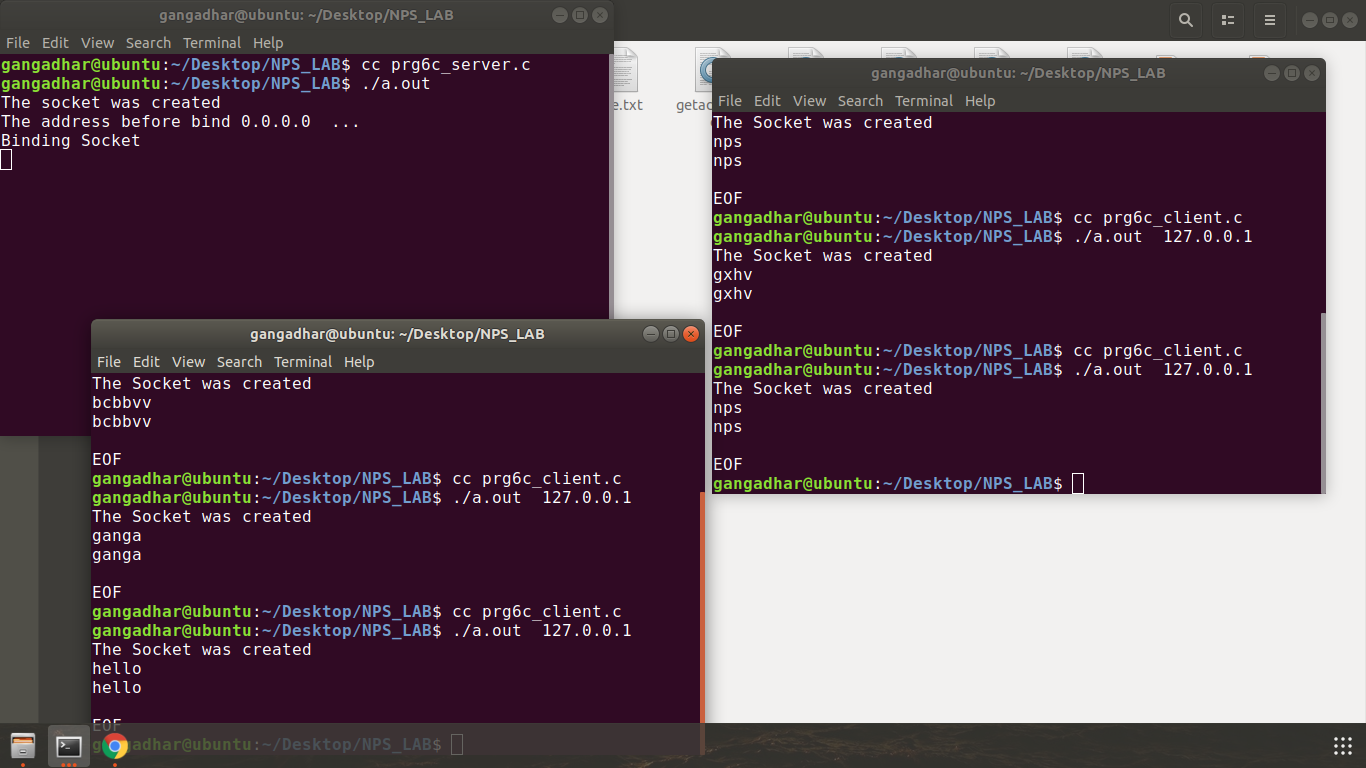 gangadhar@ubuntu: ~/Desktop/NPS_LAB
File Edit View Search Terminal Help
gangadhar@ubuntu:~/Desktop/NPS_LAB$ cc prg6c_server.c
gangadhar@ubuntu:~/Desktop/NPS_LAB$ ./a.out
The socket was created
The address before bind 0.0.0.0  ...
Binding Socket
e.txt
getac
gangadhar@ubuntu: ~/Desktop/NPS_LAB
File Edit View Search Terminal Help
The Socket was created
nps
nps
EOF
gangadhar@ubuntu:~/Desktop/NPS_LAB$ cc prg6c_client.c
gangadhar@ubuntu:~/Desktop/NPS_LAB$ ./a.out  127.0.0.1
The Socket was created
gxhv
gxhv
EOF
gangadhar@ubuntu:~/Desktop/NPS_LAB$ cc prg6c_client.c
gangadhar@ubuntu:~/Desktop/NPS_LAB$ ./a.out  127.0.0.1
The Socket was created
nps
nps
EOF
gangadhar@ubuntu:~/Desktop/NPS_LAB$
gangadhar@ubuntu: ~/Desktop/NPS_LAB
File Edit View Search Terminal Help
The Socket was created
bcbbvv
bcbbvv
EOF
gangadhar@ubuntu:~/Desktop/NPS_LAB$ cc prg6c_client.c
gangadhar@ubuntu:~/Desktop/NPS_LAB$ ./a.out  127.0.0.1
The Socket was created
ganga
ganga
EOF
gangadhar@ubuntu:~/Desktop/NPS_LAB$ cc prg6c_client.c
gangadhar@ubuntu:~/Desktop/NPS_LAB$ ./a.out  127.0.0.1
The Socket was created
hello
hello
EOF
gangadhar@ubuntu:~/Desktop/NPS_LAB$